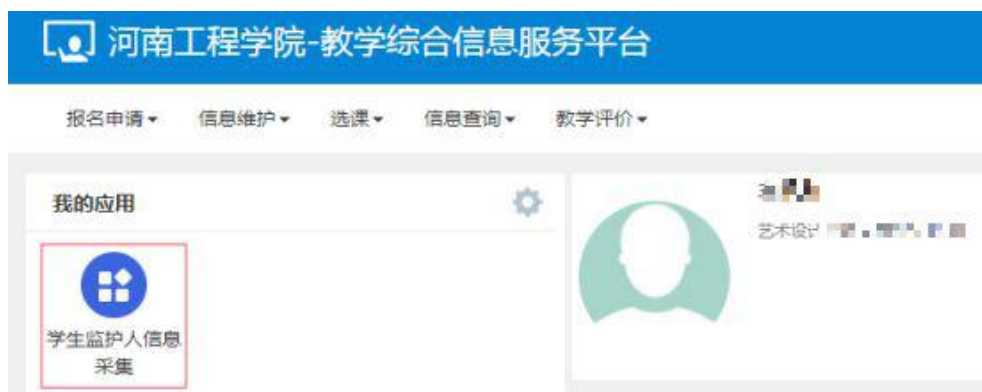 河南工程学院-教学综合信息服务平台
报名申请 信息维护 选课 信息查询 教学评价
我的应用
艺术设计
学生监护人信息
采集